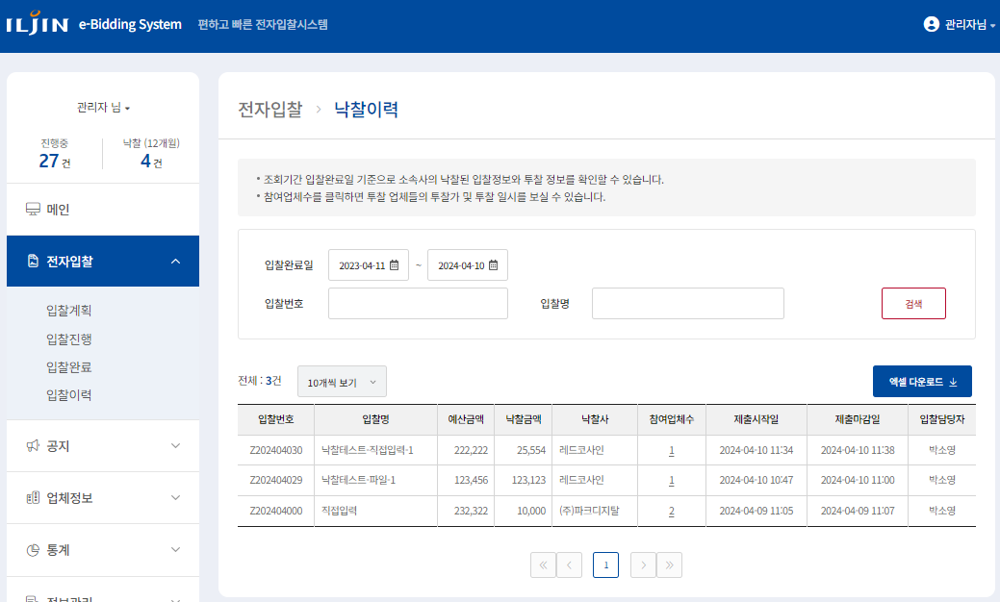 ILJIN e-Bidding System 편하고 빠른 전자입찰시스템
관리자님
관리자 님
진행중
27 건
낙찰 (12개월)
4 건
메인
전자입찰
입찰계획
입찰진행
입찰완료
입찰이력
공지
업체정보
통계
정보관리
전자입찰 > 낙찰이력
• 조회기간 입찰완료일 기준으로 소속사의 낙찰된 입찰정보와 투찰 정보를 확인할 수 있습니다.
• 참여업체수를 클릭하면 투찰 업체들의 투찰가 및 투찰 일시를 보실 수 있습니다.
입찰완료일 2023-04-11 ~ 2024-04-10
입찰번호 입찰명 검색
전체 : 3건 10개씩 보기 엑셀 다운로드
입찰번호 입찰명 예산금액 낙찰금액 낙찰사 참여업체수 제출시작일 제출마감일 입찰담당자
Z202404030 낙찰테스트-직접입력-1 222,222 25,554 레드코사인 1 2024-04-10 11:34 2024-04-10 11:38 박소영
Z202404029 낙찰테스트-파일-1 123,456 123,123 레드코사인 1 2024-04-10 10:47 2024-04-10 11:00 박소영
Z202404000 직접입력 232,322 10,000 (주)파크디지탈 2 2024-04-09 11:05 2024-04-09 11:07 박소영
« < 1 > »